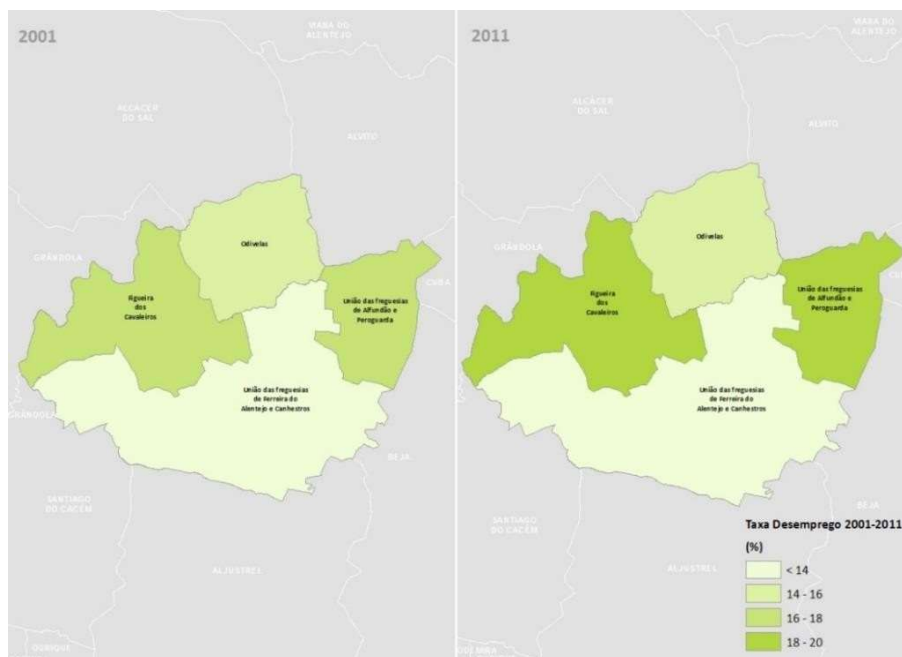 2001
VIANA DO
ALENTEJO
ALCÁCER
DO SAL
ALVITO
GRÂNDOLA
Odivelas
CUBA
Figueira
dos
Cavaleiros
União das freguesias
de Alfundão e
Peroguarda
União das freguesias
de Ferreira do
Alentejo e Canhestros
GRÂNDOLA
BEJA
SANTIAGO
DO CACÉM
ALJUSTREL
OURIQUE
2011
VIANA DO
ALENTEJO
ALCÁCER
DO SAL
ALVITO
GRÂNDOLA
Odivelas
Figueira
dos
Cavaleiros
União das freguesias
de Alfundão e
Peroguarda
União das freguesias
de Ferreira do
Alentejo e Canhestros
GRÂNDOLA
BEJA
SANTIAGO
DO CACÉM
ALJUSTREL
ODEMIRA
Taxa Desemprego 2001-2011
(%)
< 14
14 - 16
16 - 18
18 - 20